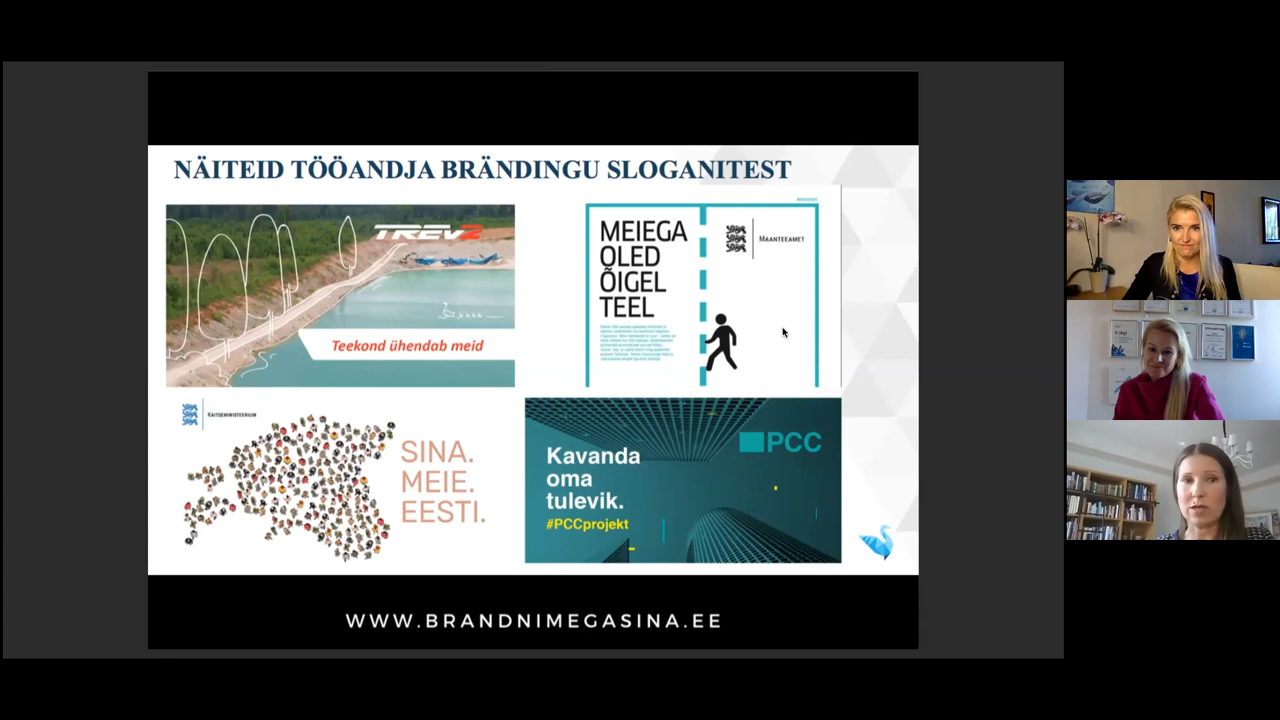 NÄITEID TÖÖANDJA BRÄNDINGU SLOGANITEST
TREV2
Teekond ühendab meid
MEIEGA
OLED
ÕIGEL
TEEL
MAANTEEAMET
KAITSEMINISTEERIUM
SINA.
MEIE.
EESTI.
Kavanda
oma
tulevik.
#PCCprojekt
PCC
WWW.BRANDNIMEGASINA.EE